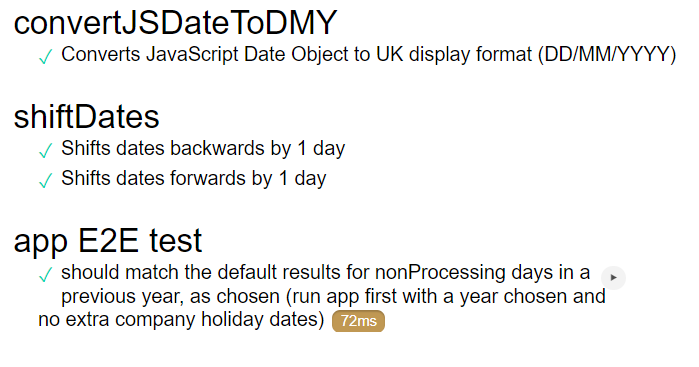 convertJSDateToDMY
✓ Converts JavaScript Date Object to UK display format (DD/MM/YYYY)
shiftDates
✓ Shifts dates backwards by 1 day
✓ Shifts dates forwards by 1 day
app E2E test
✓ should match the default results for nonProcessing days in a
previous year, as chosen (run app first with a year chosen and
no extra company holiday dates) 72ms